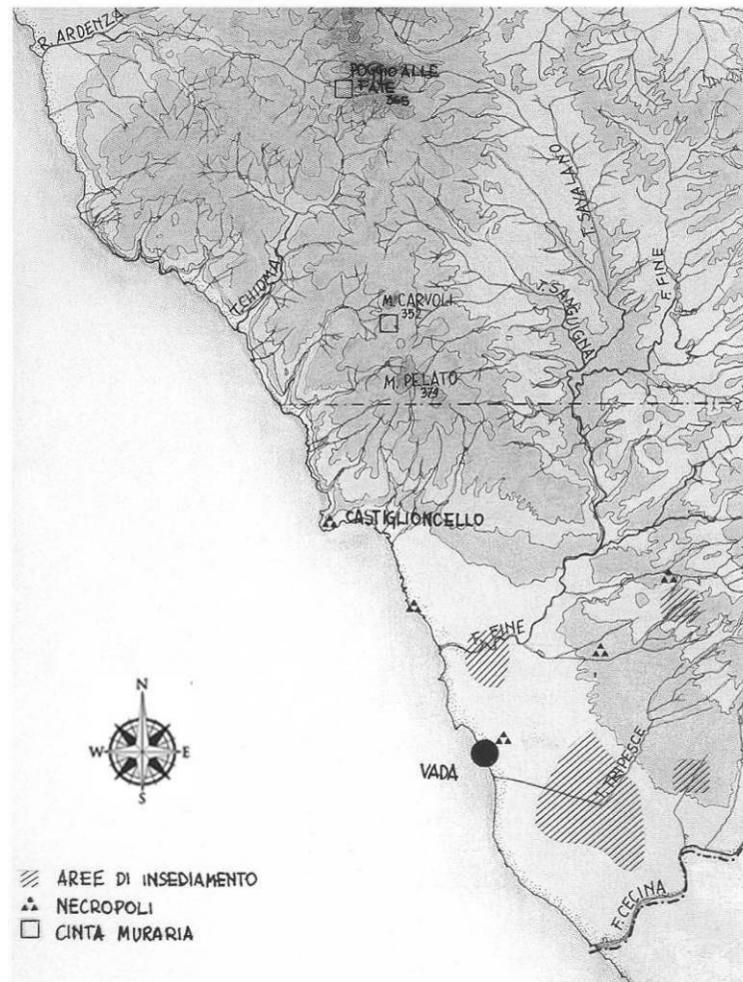 R. ARDENZA
POGGIO ALLE
FATE
365
T. SAVALANO
F. FINE
T. CHIOMA
T. SANGUIGNA
M. CARVOLI
352
M. PELATO
379
CASTIGLIONCELLO
F. FINE
N
W
E
S
VADA
T. TRIPESCE
F. CECINA
AREE DI INSEDIAMENTO
NECROPOLI
CINTA MURARIA